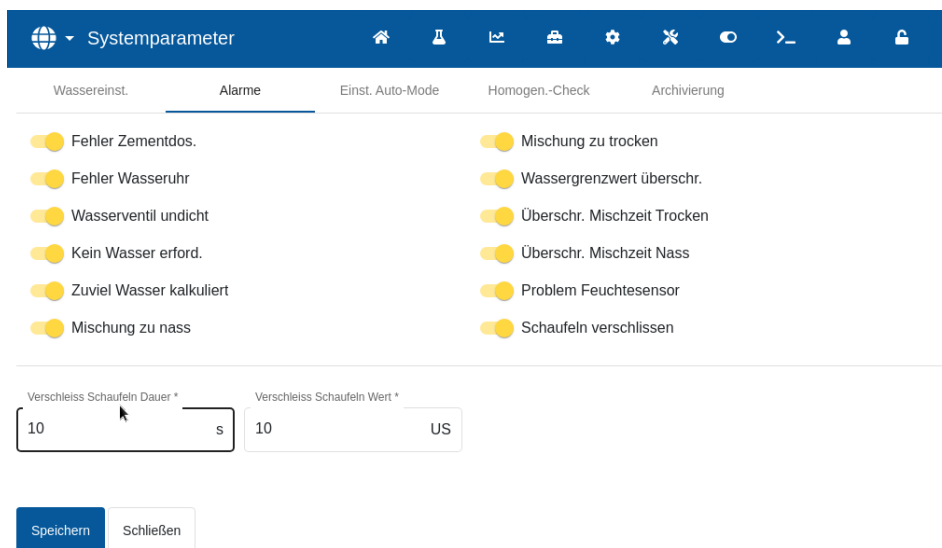 Systemparameter
Wassereinst. Alarme Einst. Auto-Mode Homogen.-Check Archivierung
Fehler Zementdos. Mischung zu trocken
Fehler Wasseruhr Wassergrenzwert überschr.
Wasserventil undicht Überschr. Mischzeit Trocken
Kein Wasser erford. Überschr. Mischzeit Nass
Zuviel Wasser kalkuliert Problem Feuchtesensor
Mischung zu nass Schaufeln verschlissen
Verschleiss Schaufeln Dauer * Verschleiss Schaufeln Wert *
10 s 10 US
Speichern Schließen